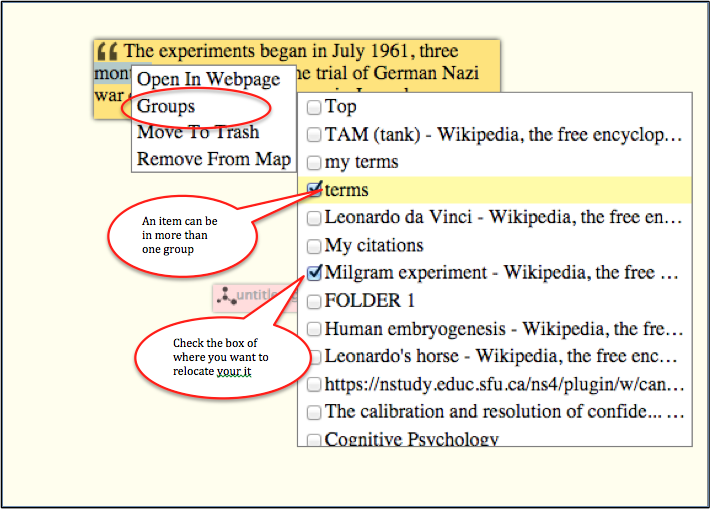 The experiments began in July 1961, three
mon
he trial of German Nazi
war
Open In Webpage
Groups
Move To Trash
Remove From Map
Top
TAM (tank) - Wikipedia, the free encyclop...
my terms
terms
Leonardo da Vinci - Wikipedia, the free en...
My citations
Milgram experiment - Wikipedia, the free ...
FOLDER 1
Human embryogenesis - Wikipedia, the fre...
Leonardo's horse - Wikipedia, the free enc...
https://nstudy.educ.sfu.ca/ns4/plugin/w/can...
The calibration and resolution of confide... ...
Cognitive Psychology
An item can be
in more than
one group
untitle
Check the box of
where you want to
relocate your it